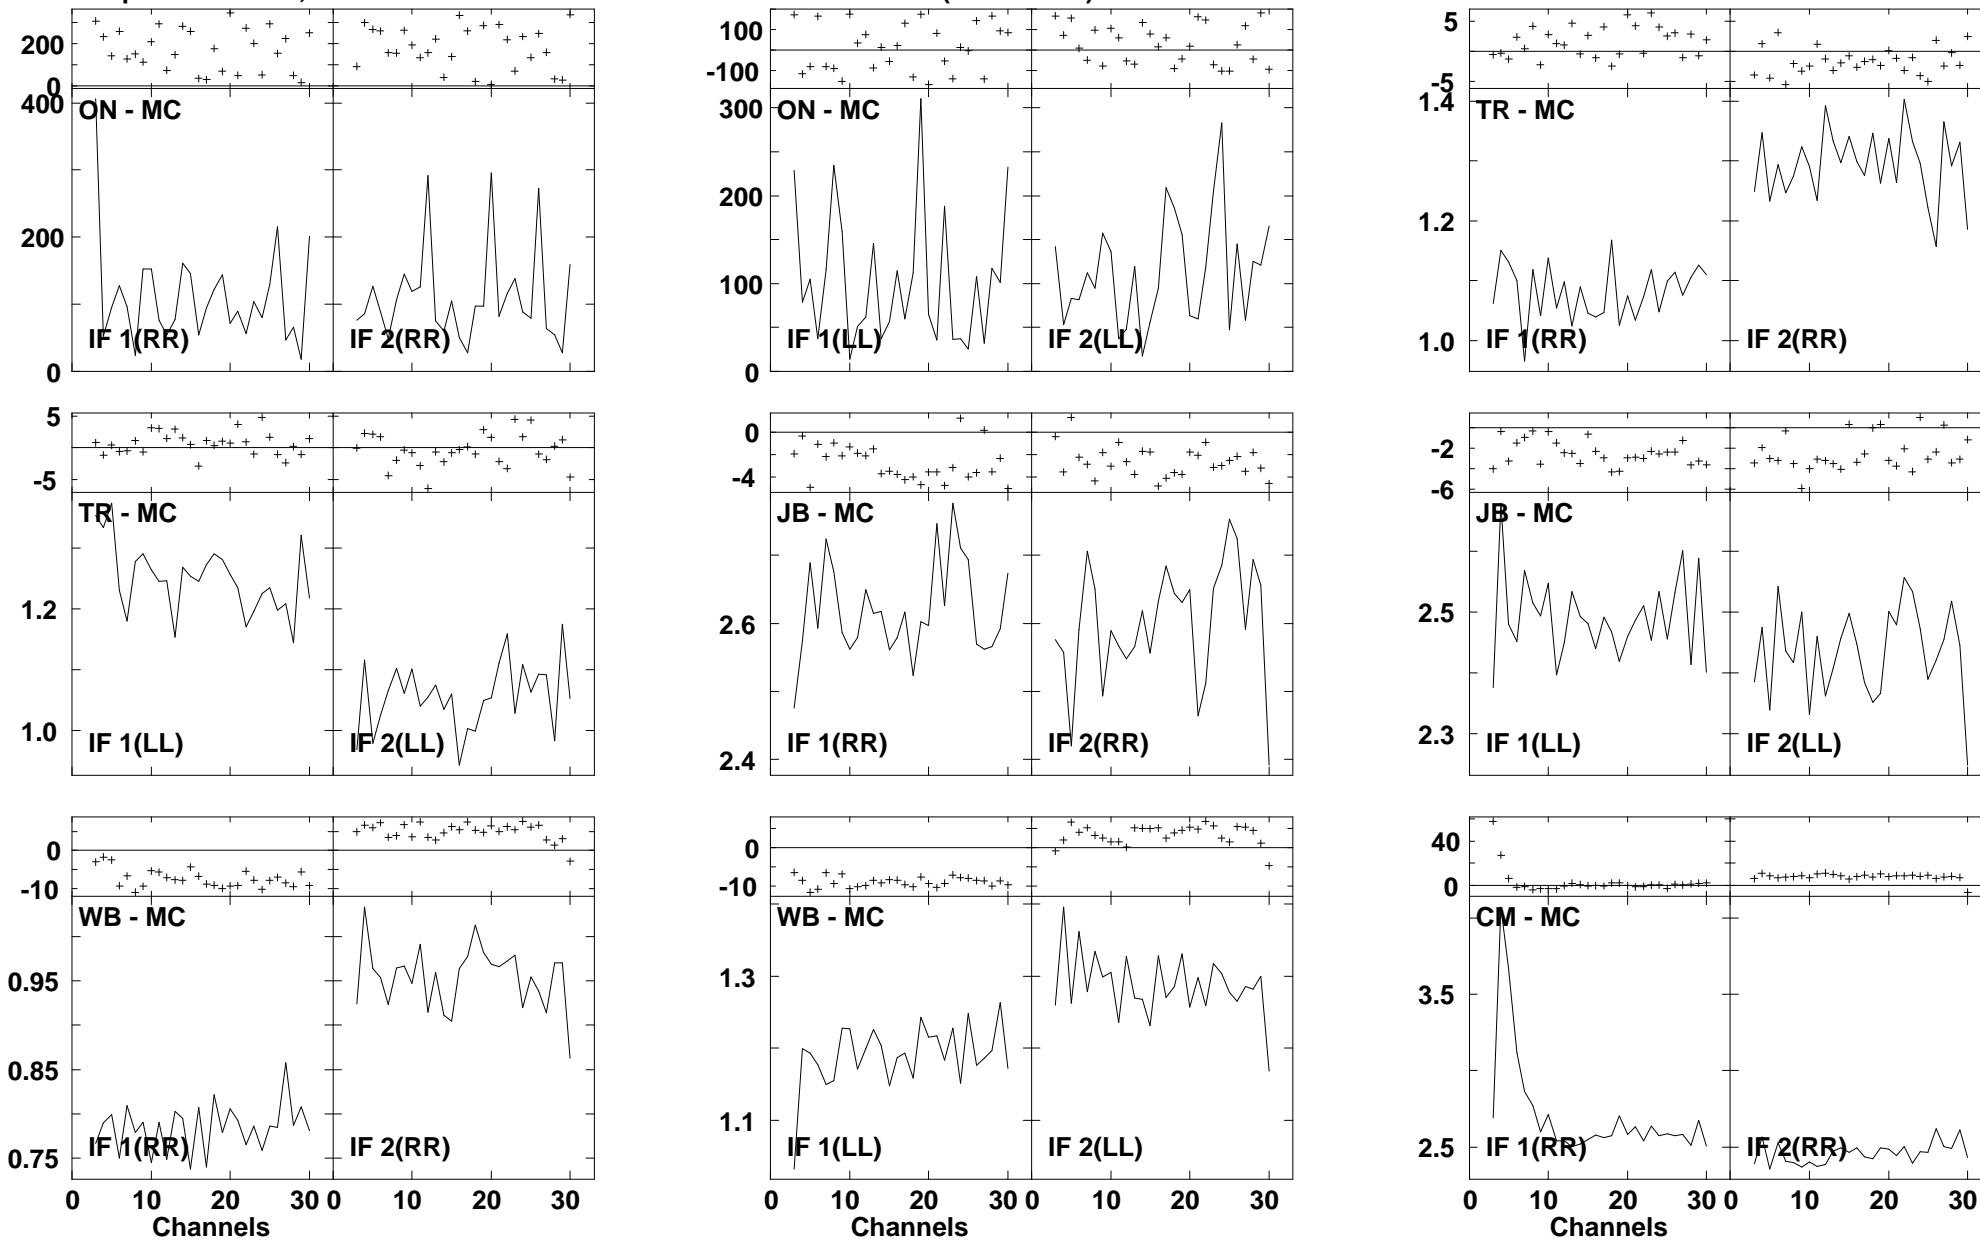 200
0
100
-100
5
-5
400
ON - MC
200
IF 1(RR)
IF 2(RR)
0
300
ON - MC
200
100
IF 1(LL)
IF 2(LL)
0
1.4
TR - MC
1.2
1.0
IF 1(RR)
IF 2(RR)
5
-5
0
-4
-2
-6
TR - MC
1.2
1.0
IF 1(LL)
IF 2(LL)
JB - MC
2.6
2.4
IF 1(RR)
IF 2(RR)
JB - MC
2.5
2.3
IF 1(LL)
IF 2(LL)
0
-10
0
-10
40
0
WB - MC
0.95
0.85
0.75
IF 1(RR)
IF 2(RR)
0 10 20 30 0 10 20 30
Channels
WB - MC
1.3
1.1
IF 1(LL)
IF 2(LL)
0 10 20 30 0 10 20 30
Channels
CM - MC
3.5
2.5
IF 1(RR)
IF 2(RR)
0 10 20 30 0 10 20 30
Channels